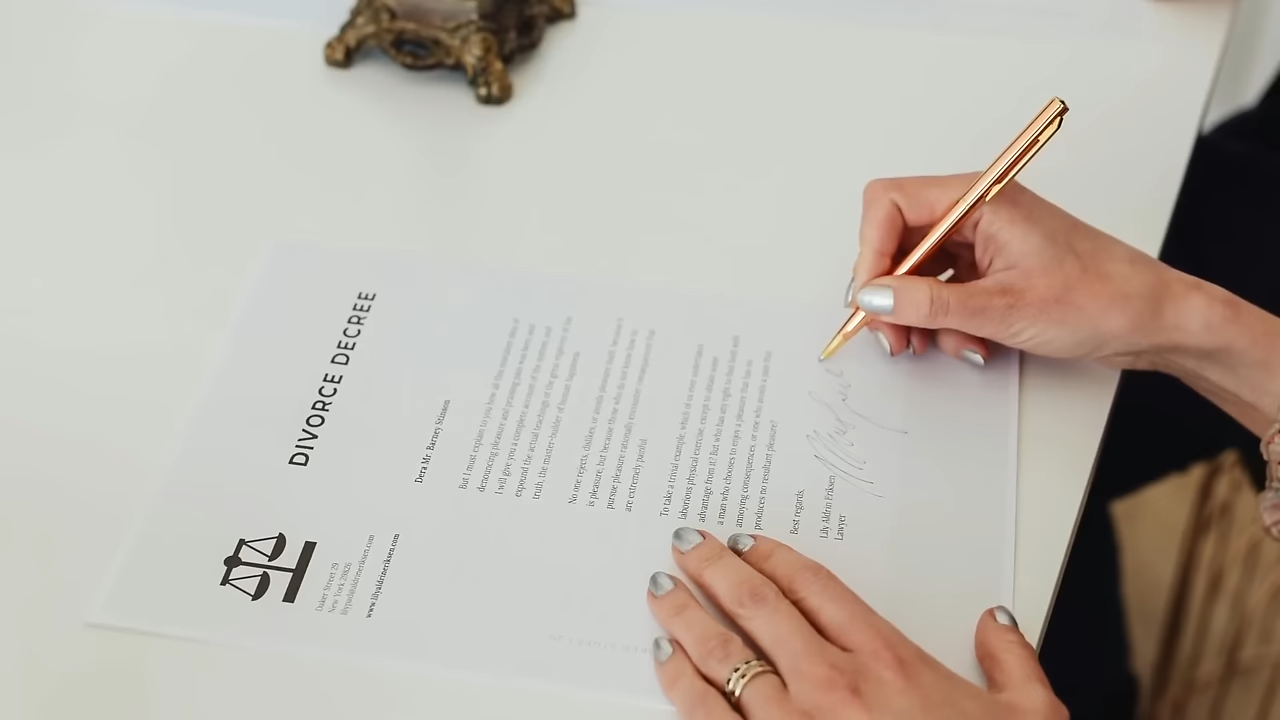 DIVORCE DECREE
Daker Street 29
New York 29826
lilyjud@aldrineriksen.com
www.lilyaldrineriksen.com
Dera Mr. Barney Stinson
But I must explain to you how all this mistaken idea of
denouncing pleasure and praising pain was born and
I will give you a complete account of the system, and
expound the actual teachings of the great explorer of the
truth, the master-builder of human happiness.
No one rejects, dislikes, or avoids pleasure itself, because it
is pleasure, but because those who do not know how to
pursue pleasure rationally encounter consequences that
are extremely painful
To take a trivial example, which of us ever undertakes
laborious physical exercise, except to obtain some
advantage from it? But who has any right to find fault with
a man who chooses to enjoy a pleasure that has no
annoying consequences, or one who avoids a pain that
produces no resultant pleasure?
Best regards,
Lily Aldrin Eriksen
Lawyer